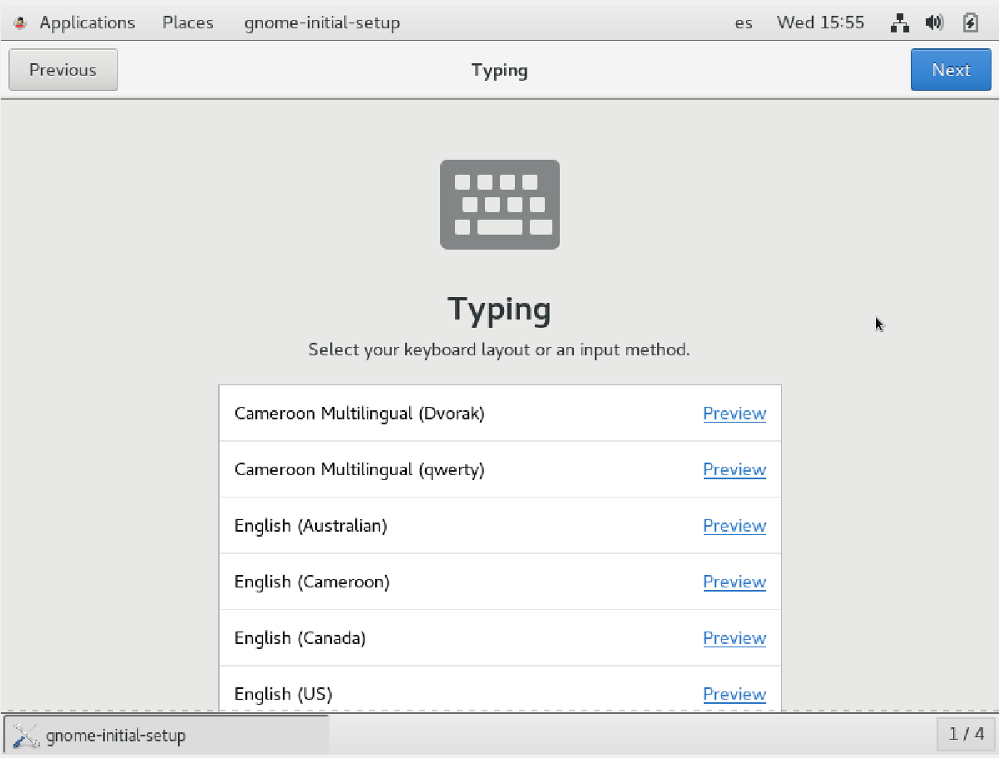 Applications Places gnome-initial-setup es Wed 15:55
Previous Typing Next
Typing
Select your keyboard layout or an input method.
Cameroon Multilingual (Dvorak) Preview
Cameroon Multilingual (qwerty) Preview
English (Australian) Preview
English (Cameroon) Preview
English (Canada) Preview
English (US) Preview
gnome-initial-setup 1 / 4